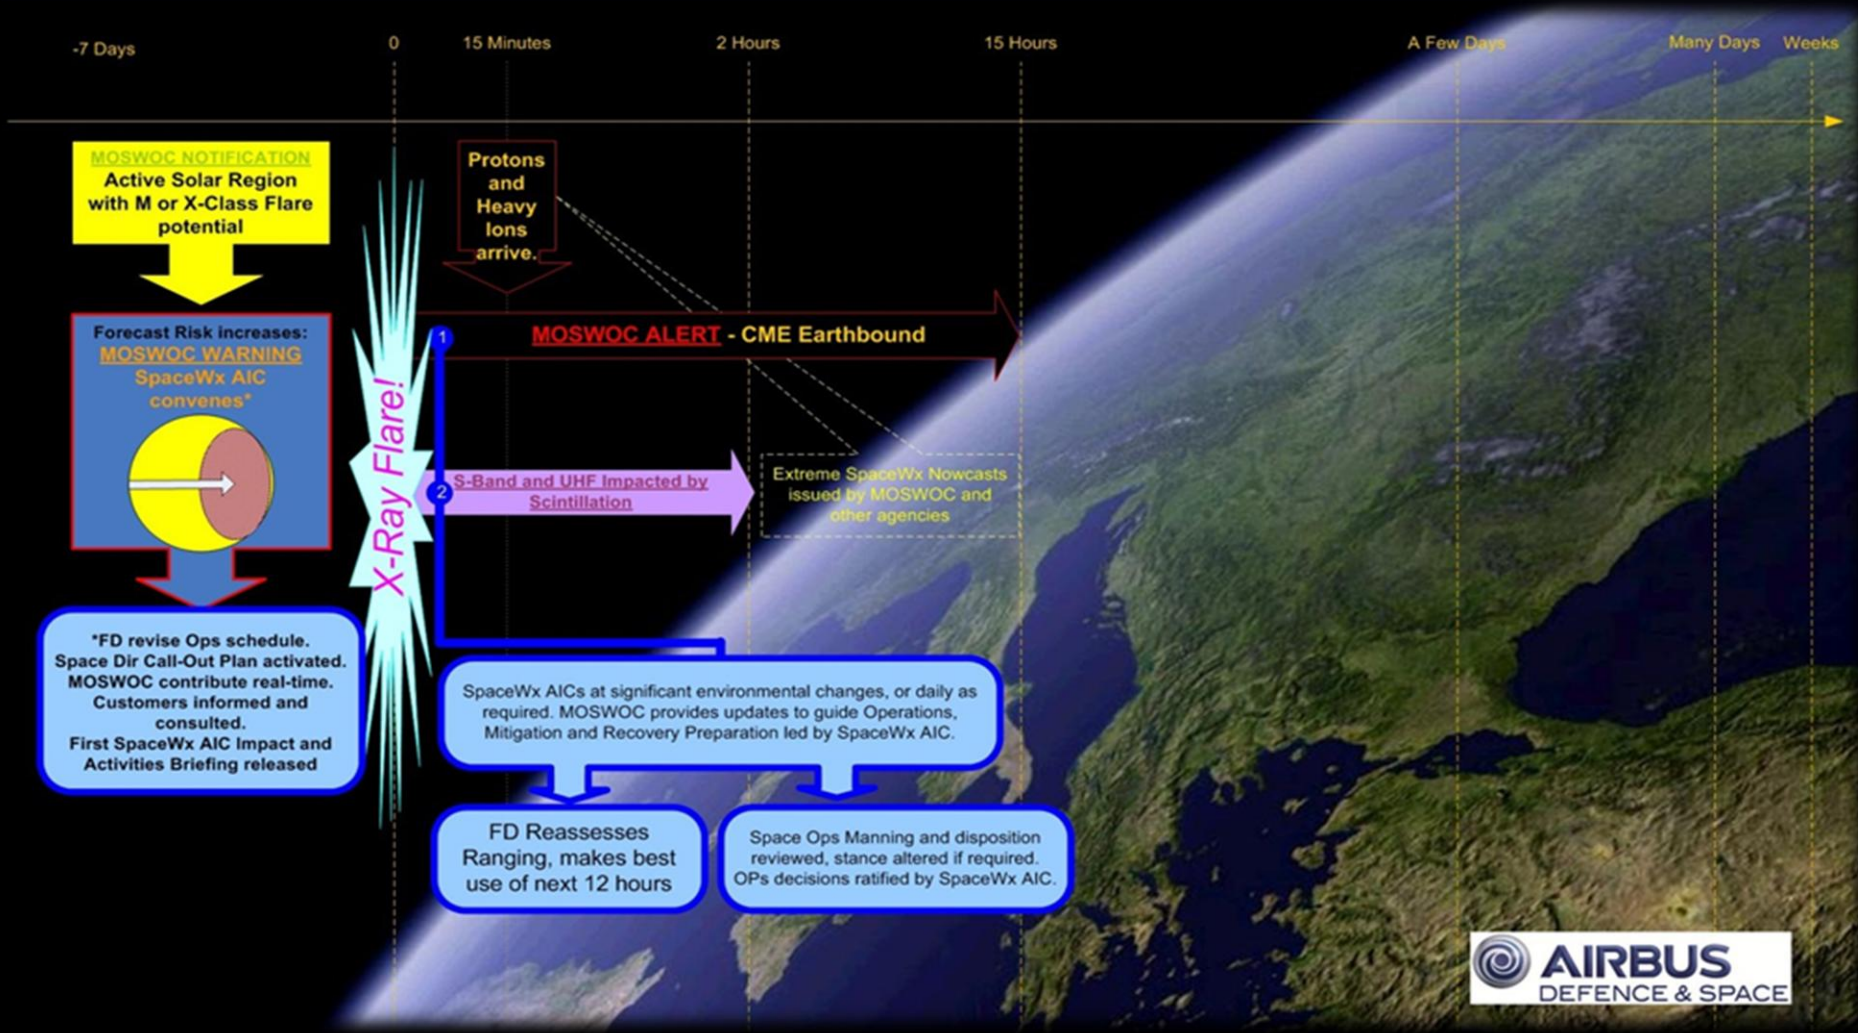 -7 Days
0
15 Minutes
2 Hours
15 Hours
A Few Days
Many Days
Weeks
MOSWOC NOTIFICATION
Active Solar Region
with M or X-Class Flare
potential
Forecast Risk increases:
MOSWOC WARNING
SpaceWx AIC
convenes*
*FD revise Ops schedule.
Space Dir Call-Out Plan activated.
MOSWOC contribute real-time.
Customers informed and
consulted.
First SpaceWx AIC Impact and
Activities Briefing released
X-Ray Flare!
Protons
and
Heavy
Ions
arrive.
1
MOSWOC ALERT - CME Earthbound
2
S-Band and UHF Impacted by
Scintillation
Extreme SpaceWx Nowcasts
issued by MOSWOC and
other agencies
SpaceWx AICs at significant environmental changes, or daily as
required. MOSWOC provides updates to guide Operations,
Mitigation and Recovery Preparation led by SpaceWx AIC.
FD Reassesses
Ranging, makes best
use of next 12 hours
Space Ops Manning and disposition
reviewed, stance altered if required.
OPs decisions ratified by SpaceWx AIC.
AIRBUS
DEFENCE & SPACE